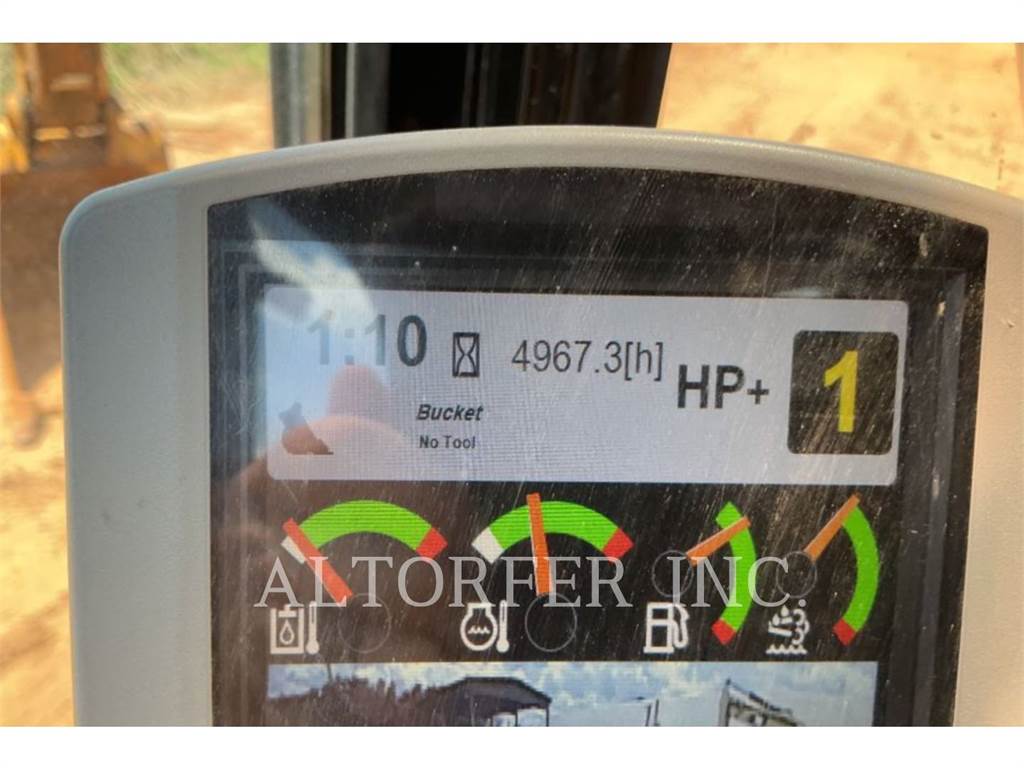 1:10 4967.3[h] HP+ 1
Bucket
No Tool
ALTORFER INC.